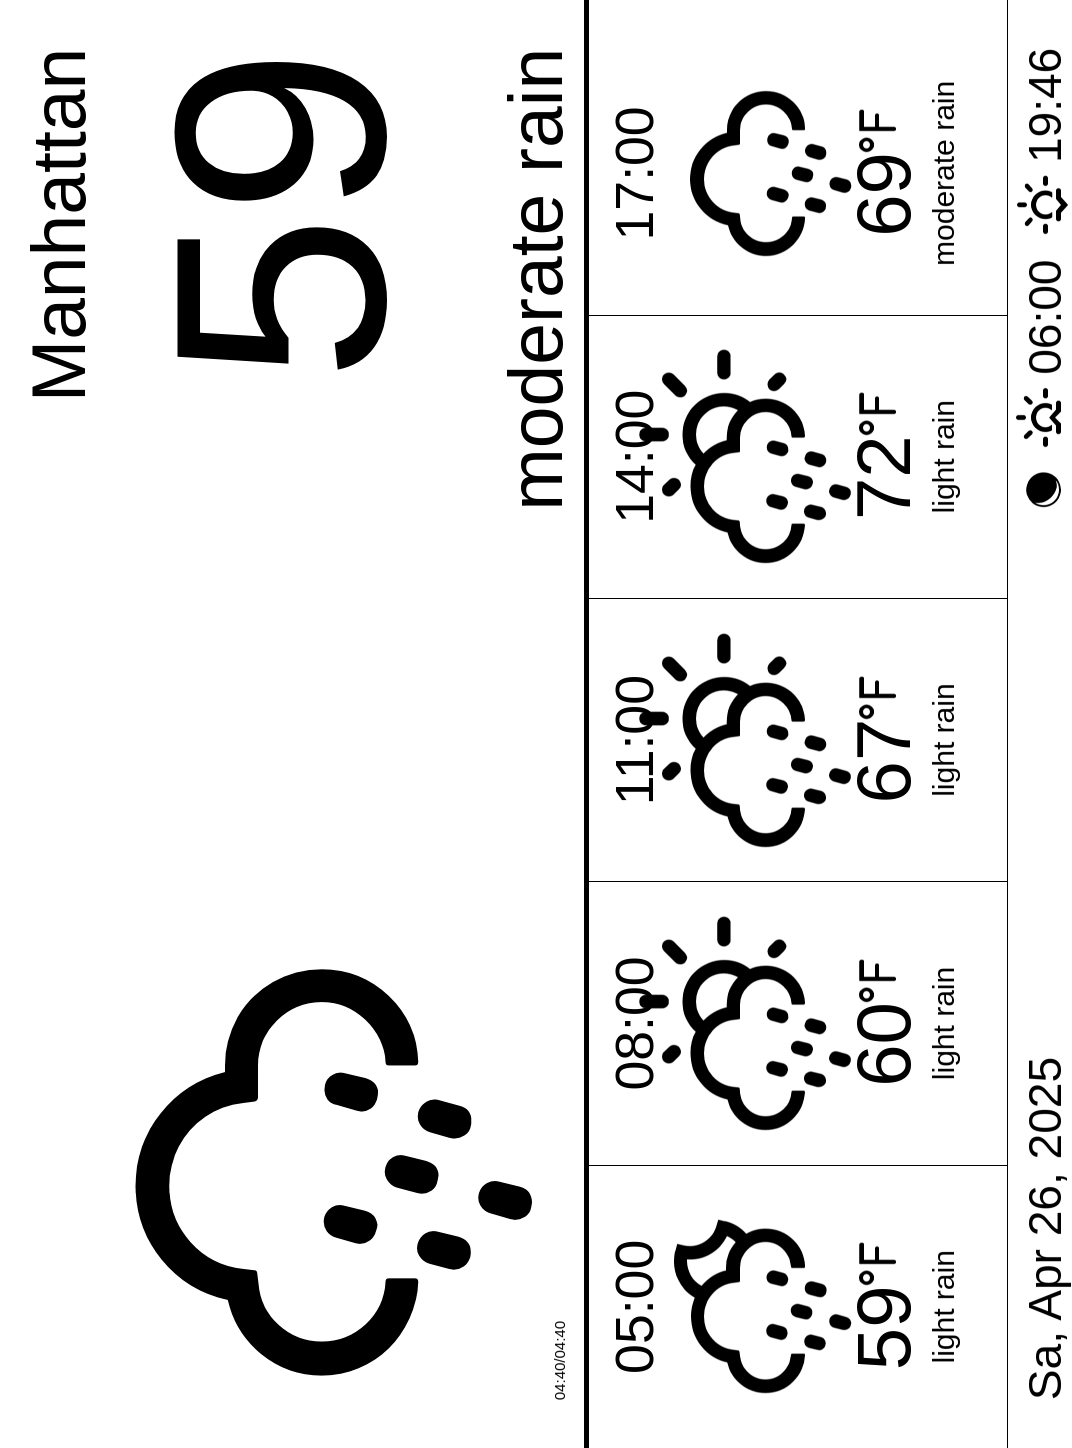 Manhattan
59
moderate rain
04:40/04:40
05:00
59°F
light rain
08:00
60°F
light rain
11:00
67°F
light rain
14:00
72°F
light rain
17:00
69°F
moderate rain
Sa, Apr 26, 2025
06:00
19:46